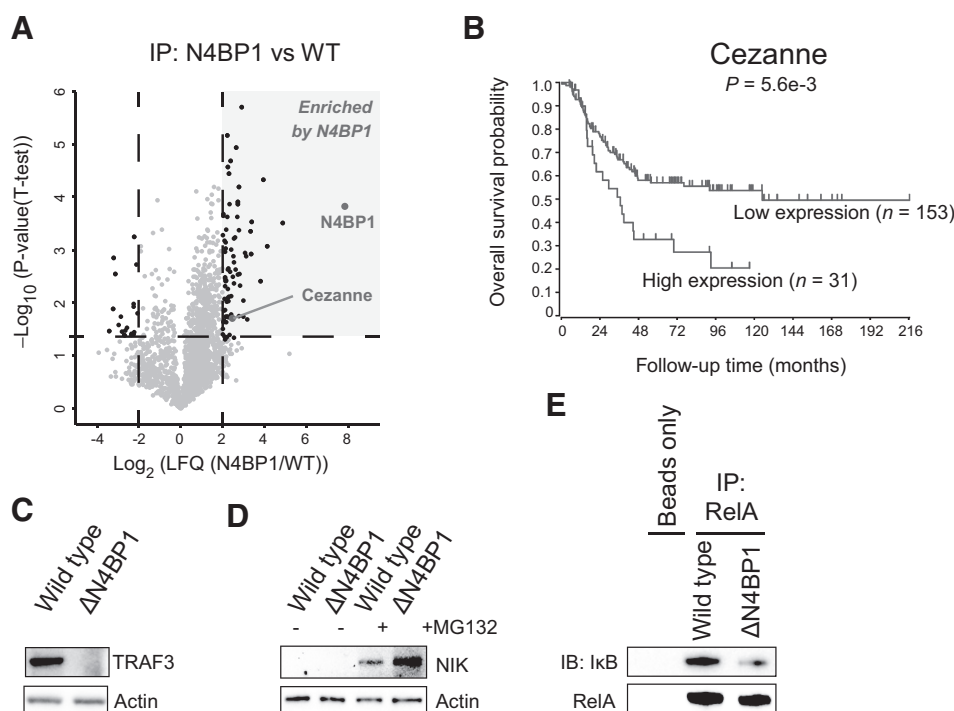 A
IP: N4BP1 vs WT
Enriched
by N4BP1
N4BP1
Cezanne
–Log10 (P-value(T-test))
6
5
4
3
2
1
0
-4 -2 0 2 4 6 8
Log2 (LFQ (N4BP1/WT))
B
Cezanne
P = 5.6e-3
Overall survival probability
1.0
0.9
0.8
0.7
0.6
0.5
0.4
0.3
0.2
0.1
0
Low expression (n = 153)
High expression (n = 31)
0 24 48 72 96 120 144 168 192 216
Follow-up time (months)
C
Wild type
ΔN4BP1
TRAF3
Actin
D
Wild type
ΔN4BP1
Wild type
ΔN4BP1
- - + +MG132
NIK
Actin
E
Beads only
IP:
RelA
Wild type
ΔN4BP1
IB: IκB
RelA